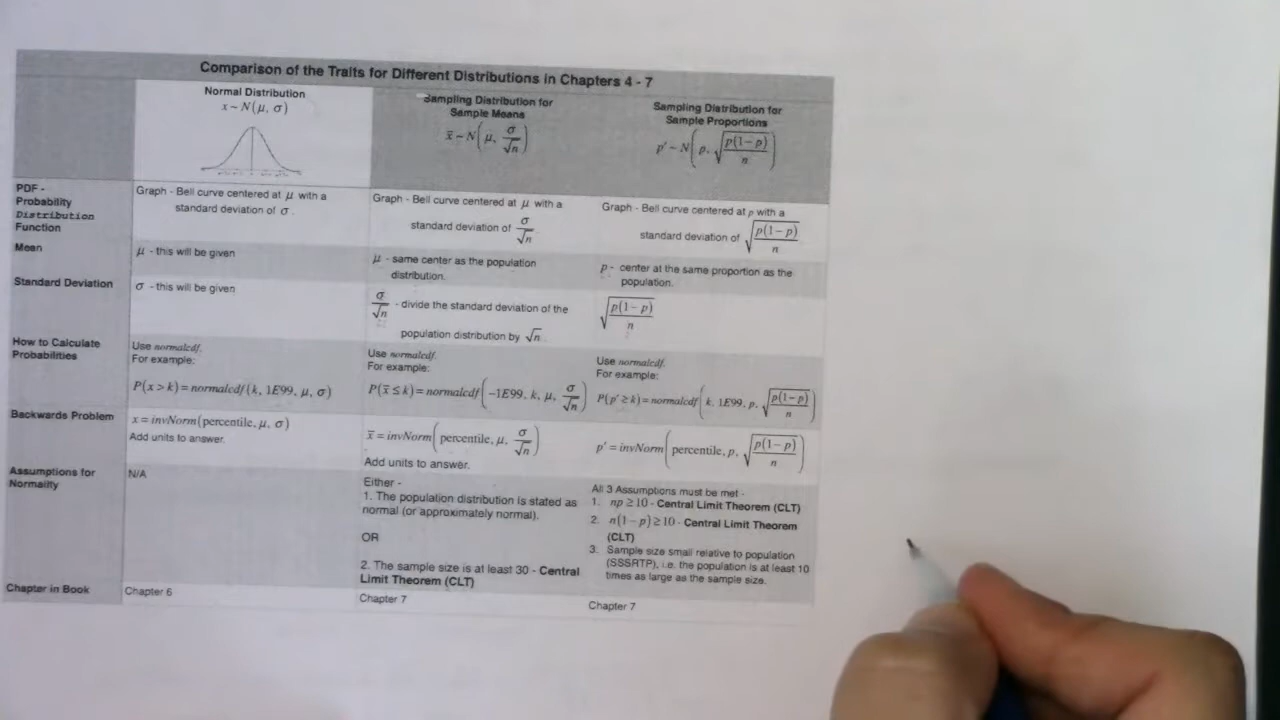 Comparison of the Traits for Different Distributions in Chapters 4 - 7
Normal Distribution
x ~ N(μ, σ)
Sampling Distribution for
Sample Means
x̄ ~ N(μ, σ/√n)
Sampling Distribution for
Sample Proportions
p′ ~ N(p, √(p(1−p)/n))
PDF -
Probability
Distribution
Function
Graph - Bell curve centered at μ with a
standard deviation of σ.
Graph - Bell curve centered at μ with a
standard deviation of σ/√n
Graph - Bell curve centered at p with a
standard deviation of √(p(1−p)/n)
Mean
μ - this will be given
μ - same center as the population
distribution.
p - center at the same proportion as the
population.
Standard Deviation
σ - this will be given
σ/√n - divide the standard deviation of the
population distribution by √n.
√(p(1−p)/n)
How to Calculate
Probabilities
Use normalcdf.
For example:
P(x > k) = normalcdf(k, 1E99, μ, σ)
Use normalcdf.
For example:
P(x̄ ≤ k) = normalcdf(−1E99, k, μ, σ/√n)
Use normalcdf.
For example:
P(p′ ≥ k) = normalcdf(k, 1E99, p, √(p(1−p)/n))
Backwards Problem
x = invNorm(percentile, μ, σ)
Add units to answer.
x̄ = invNorm(percentile, μ, σ/√n)
Add units to answer.
p′ = invNorm(percentile, p, √(p(1−p)/n))
Assumptions for
Normality
N/A
Either -
1. The population distribution is stated as
normal (or approximately normal).
OR
2. The sample size is at least 30 - Central
Limit Theorem (CLT)
All 3 Assumptions must be met -
1. np ≥ 10 - Central Limit Theorem (CLT)
2. n(1−p) ≥ 10 - Central Limit Theorem
(CLT)
3. Sample size small relative to population
(SSSRTP), i.e. the population is at least 10
times as large as the sample size.
Chapter in Book
Chapter 6
Chapter 7
Chapter 7